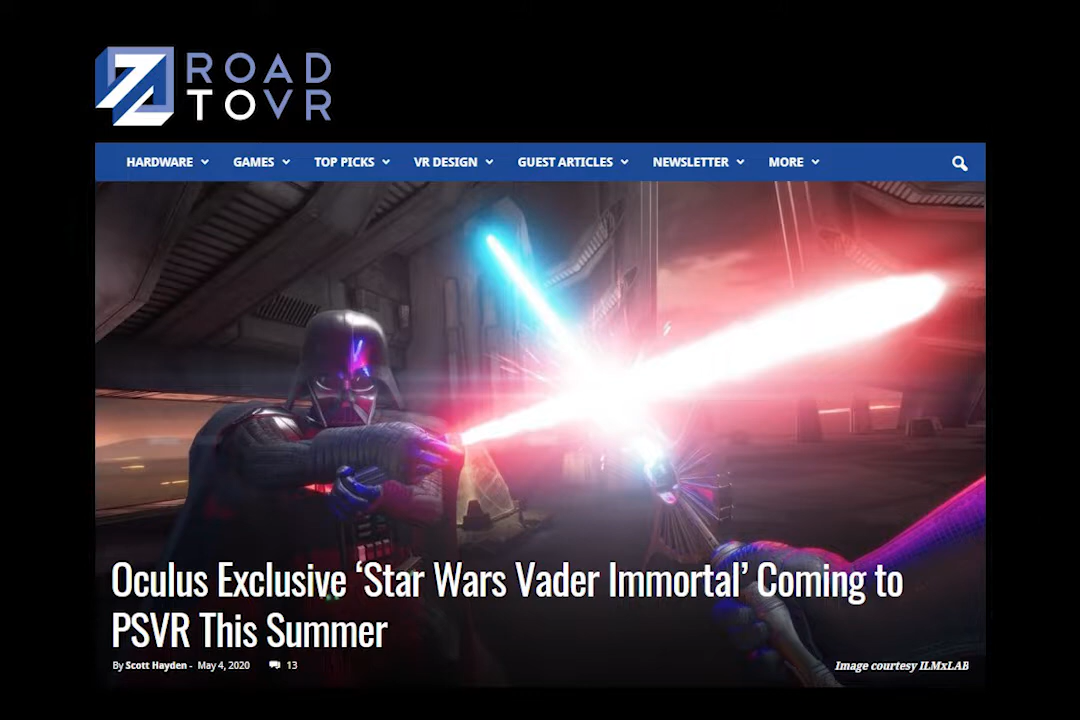 ROAD
TOVR
HARDWARE GAMES TOP PICKS VR DESIGN GUEST ARTICLES NEWSLETTER MORE
Oculus Exclusive ‘Star Wars Vader Immortal’ Coming to
PSVR This Summer
By Scott Hayden - May 4, 2020 13
Image courtesy ILMxLAB